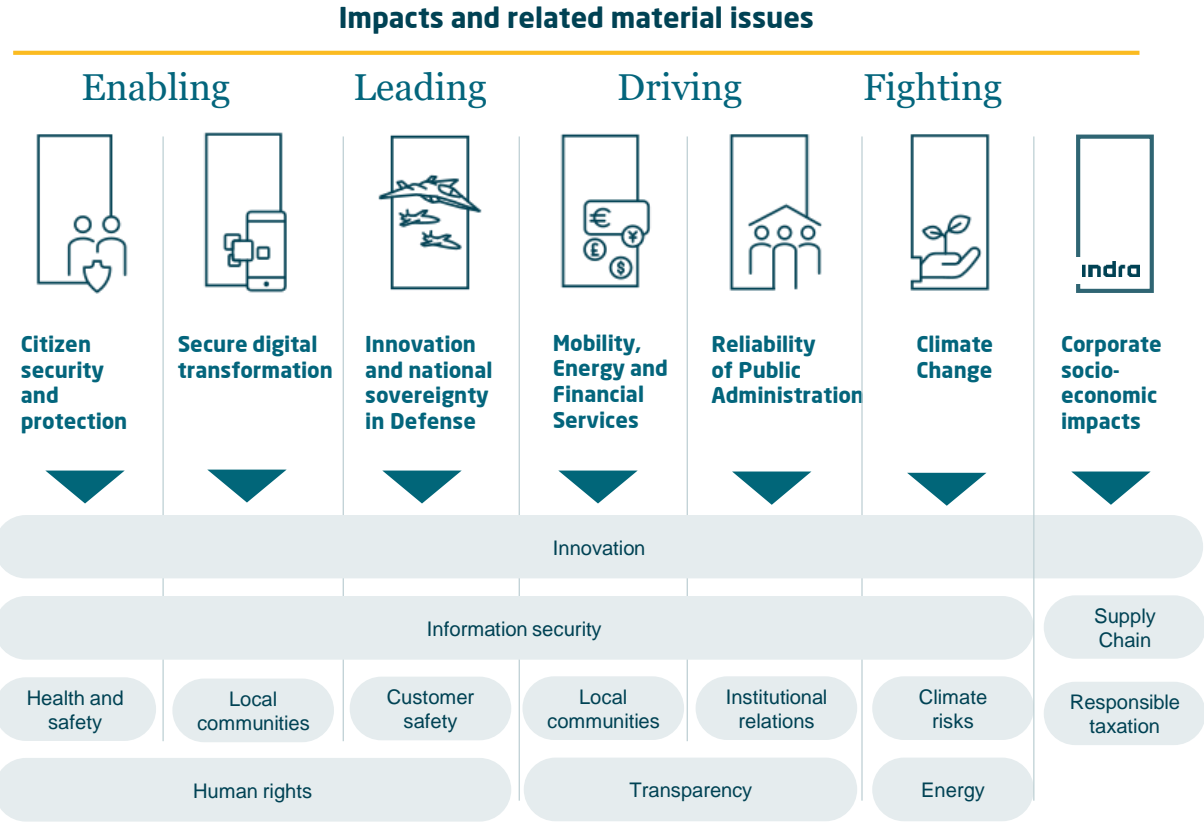 Impacts and related material issues
Enabling
Leading
Driving
Fighting
€
£
¥
$
indra
Citizen
security
and
protection
Secure digital
transformation
Innovation
and national
sovereignty
in Defense
Mobility,
Energy and
Financial
Services
Reliability
of Public
Administration
Climate
Change
Corporate
socio-
economic
impacts
Innovation
Information security
Supply
Chain
Health and
safety
Local
communities
Customer
safety
Local
communities
Institutional
relations
Climate
risks
Responsible
taxation
Human rights
Transparency
Energy